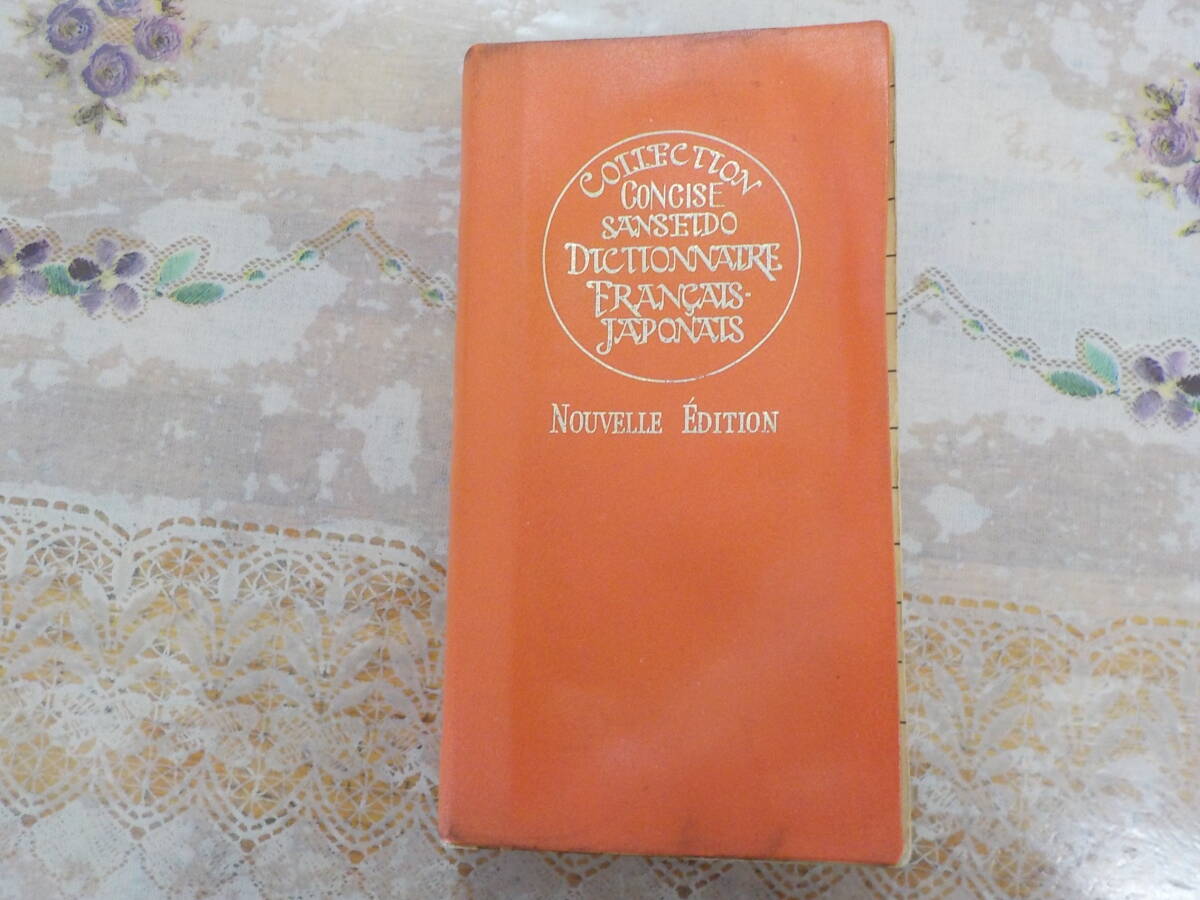 COLLECTION
CONCISE
SANSEIDO
DICTIONNAIRE
FRANÇAIS-
JAPONAIS
NOUVELLE ÉDITION